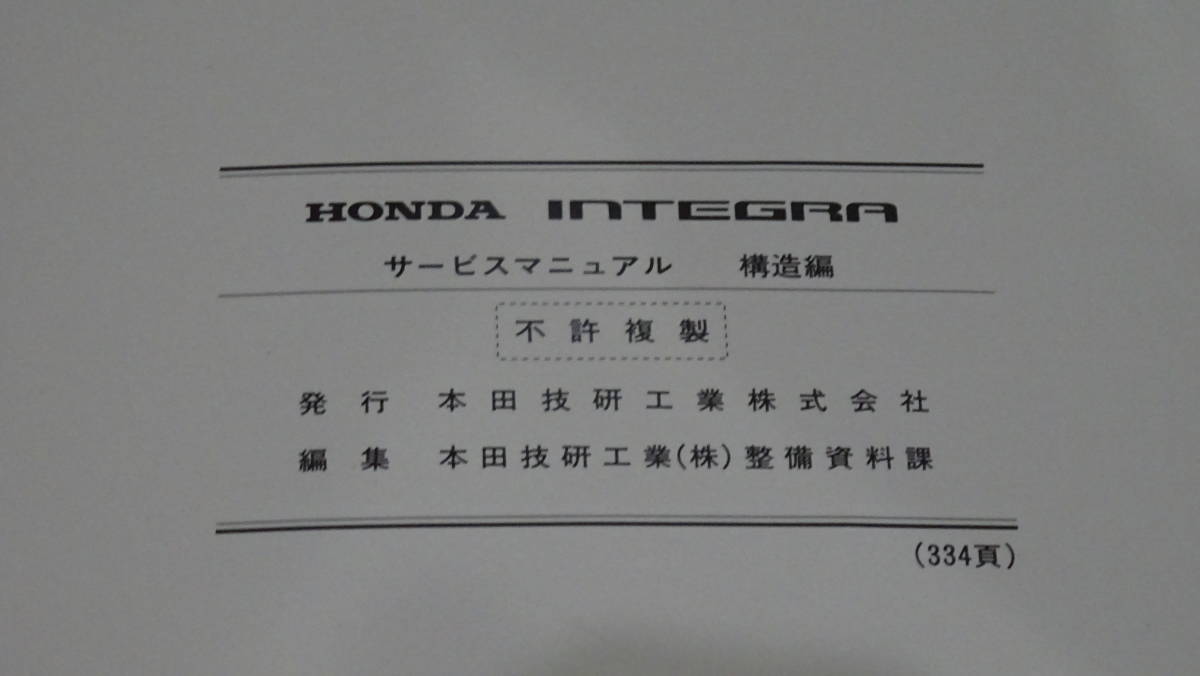 HONDA INTEGRA
サービスマニュアル 構造編
不許複製
発行 本田技研工業株式会社
編集 本田技研工業(株)整備資料課
(334頁)